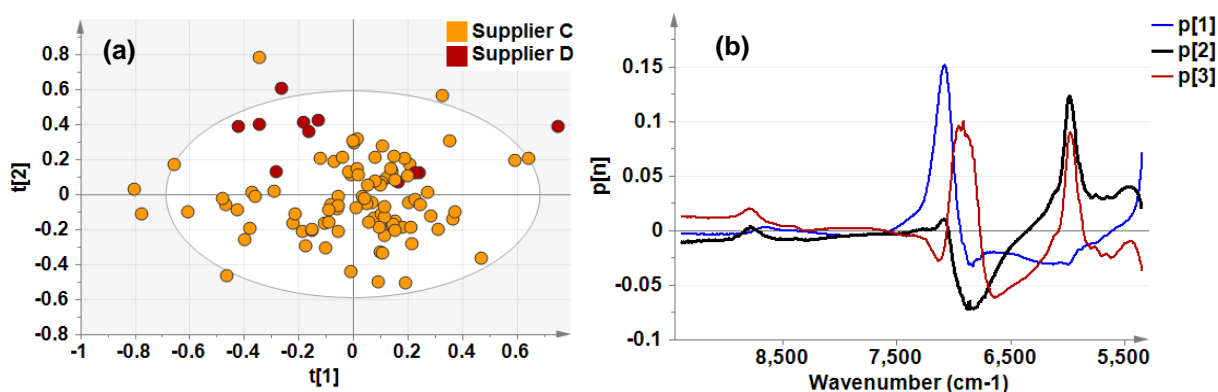 (a)
Supplier C
Supplier D
t[2]
0.8
0.6
0.4
0.2
0
-0.2
-0.4
-0.6
-0.8
-1 -0.8 -0.6 -0.4 -0.2 0 0.2 0.4 0.6
t[1]
(b)
p[1]
p[2]
p[3]
p[n]
0.15
0.1
0.05
0
-0.05
-0.1
8,500 7,500 6,500 5,500
Wavenumber (cm-1)